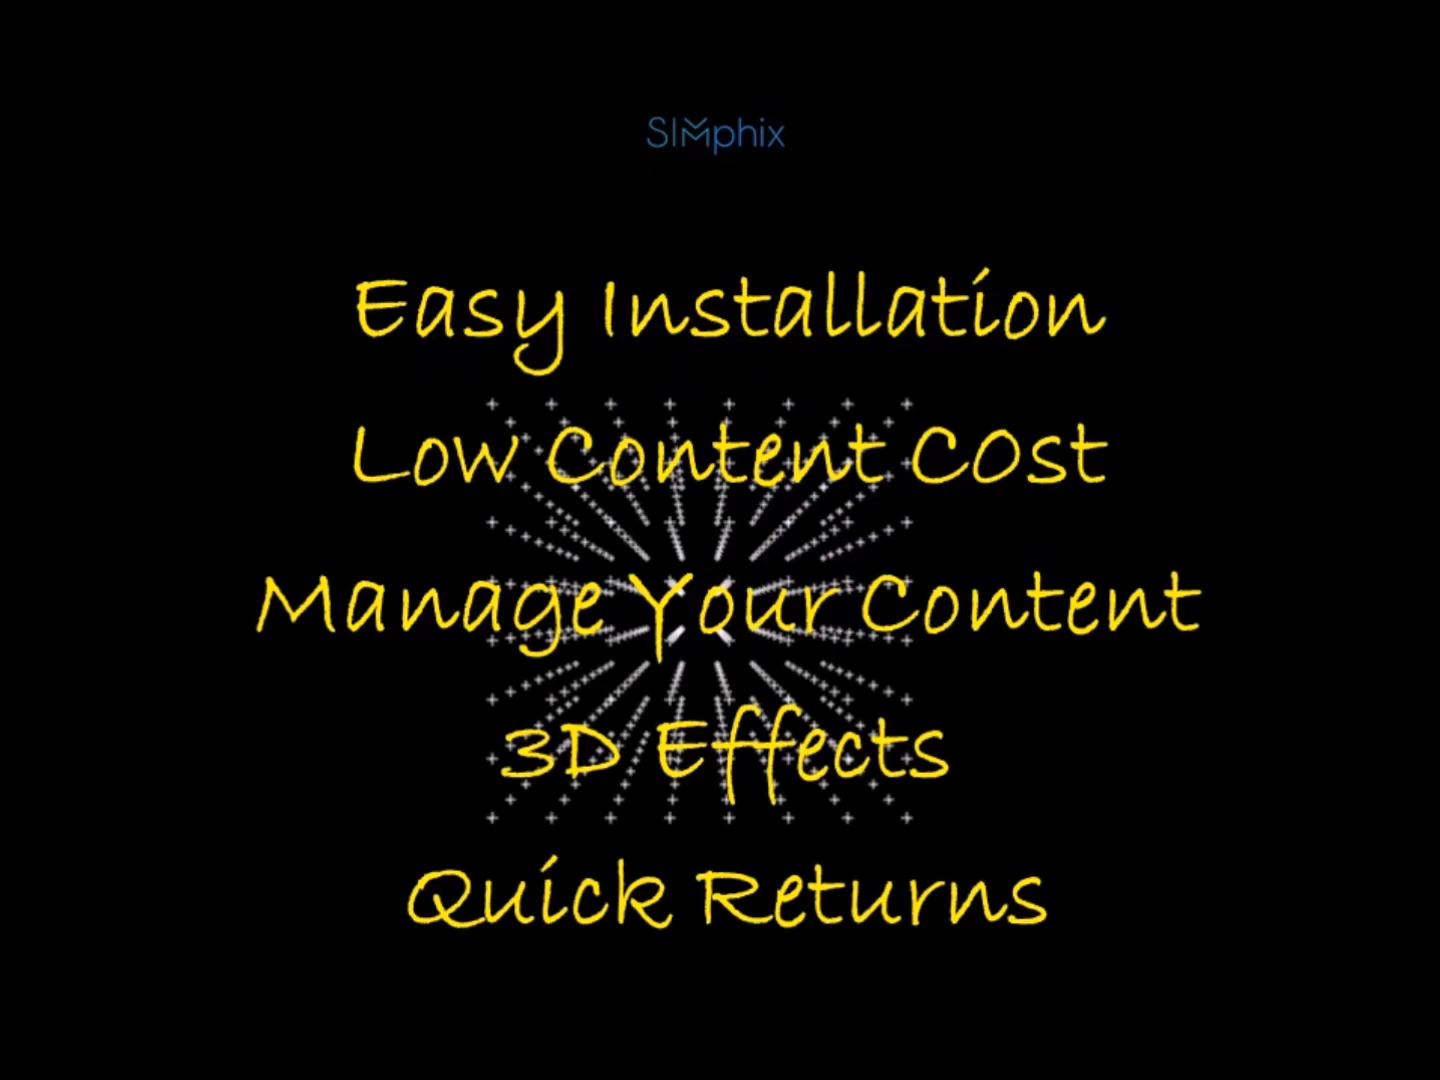 SIMphix
Easy Installation
Low Content COst
Manage Your Content
3D Effects
Quick Returns